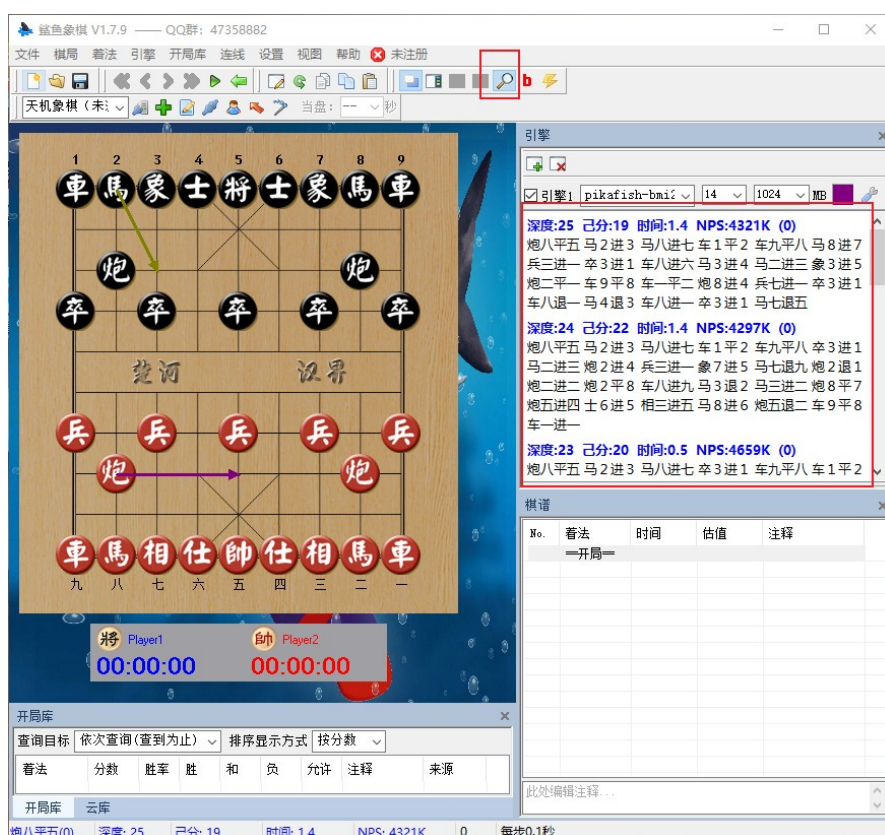 鲨鱼象棋 V1.7.9 —— QQ群：47358882
文件 棋局 着法 引擎 开局库 连线 设置 视图 帮助 未注册
b
天机象棋（未 当盘： -- 秒
1 2 3 4 5 6 7 8 9
車 馬 象 士 將 士 象 馬 車
炮 炮
卒 卒 卒 卒 卒
楚河 汉界
兵 兵 兵 兵 兵
炮 炮
車 馬 相 仕 帥 仕 相 馬 車
九 八 七 六 五 四 三 二 一
將 Player1 帥 Player2
00:00:00 00:00:00
引擎
引擎1 pikafish-bmi2 14 1024 MB
深度:25 己分:19 时间:1.4 NPS:4321K (0)
炮八平五 马2进3 马八进七 车1平2 车九平八 马8进7
兵三进一 卒3进1 车八进六 马3进4 马二进三 象3进5
炮二平一 车9平8 车一平二 炮8进4 兵七进一 卒3进1
车八退一 马4退3 车八进一 卒3进1 马七退五
深度:24 己分:22 时间:1.4 NPS:4297K (0)
炮八平五 马2进3 马八进七 车1平2 车九平八 卒3进1
马二进三 炮2进4 兵三进一 象7进5 马七退九 炮2退1
炮二进二 炮2平8 车八进九 马3退2 马三进二 炮8平7
炮五进四 士6进5 相三进五 马8进6 炮五退二 车9平8
车一进一
深度:23 己分:20 时间:0.5 NPS:4659K (0)
炮八平五 马2进3 马八进七 卒3进1 车九平八 车1平2
棋谱
No. 着法 时间 估值 注释
==开局==
此处编辑注释...
开局库
查询目标 依次查询(查到为止) 排序显示方式 按分数
着法 分数 胜率 胜 和 负 允许 注释 来源
开局库 云库
炮八平五(0) 深度: 25 己分: 19 时间: 1.4 NPS: 4321K 0 每步0.1秒